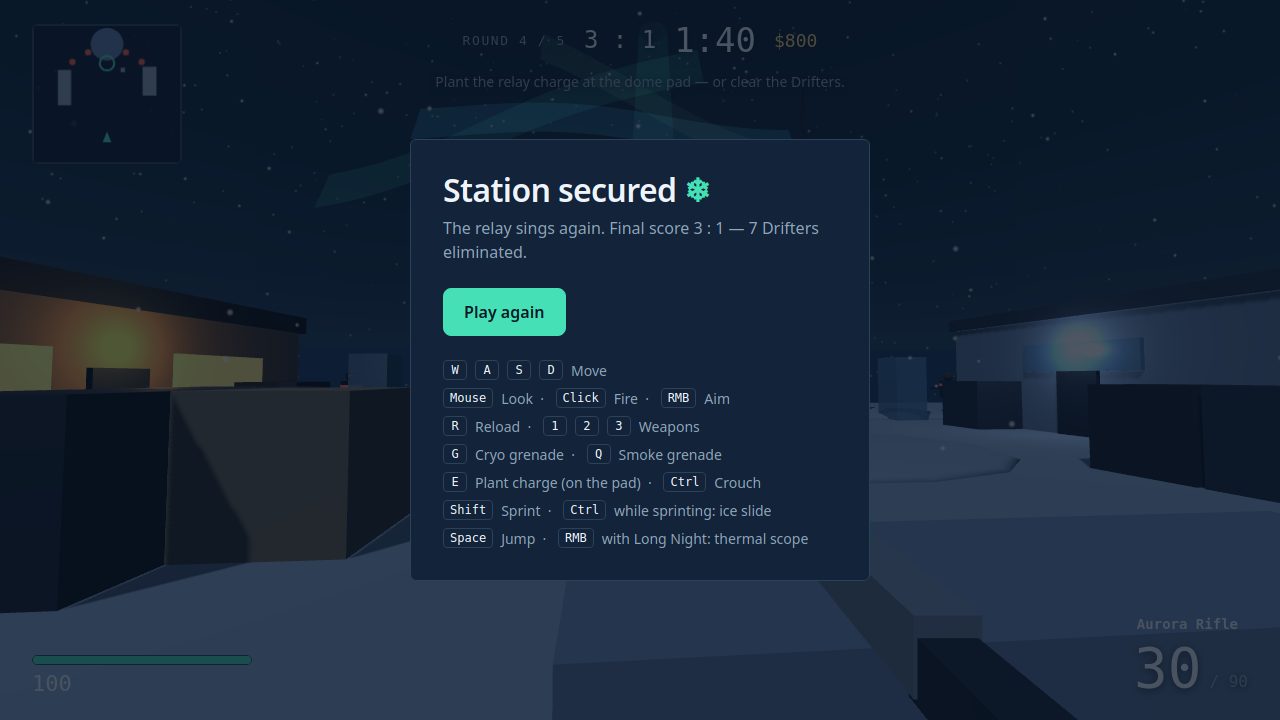 ROUND 4 / 5 3 : 1 1:40 $800
Plant the relay charge at the dome pad — or clear the Drifters.
Station secured ❄
The relay sings again. Final score 3 : 1 — 7 Drifters
eliminated.
Play again
W A S D Move
Mouse Look · Click Fire · RMB Aim
R Reload · 1 2 3 Weapons
G Cryo grenade · Q Smoke grenade
E Plant charge (on the pad) · Ctrl Crouch
Shift Sprint · Ctrl while sprinting: ice slide
Space Jump · RMB with Long Night: thermal scope
Aurora Rifle
30 / 90
100